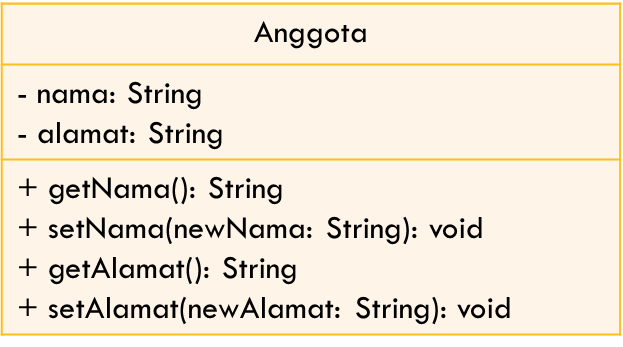 Anggota
- nama: String
- alamat: String
+ getNama(): String
+ setNama(newNama: String): void
+ getAlamat(): String
+ setAlamat(newAlamat: String): void